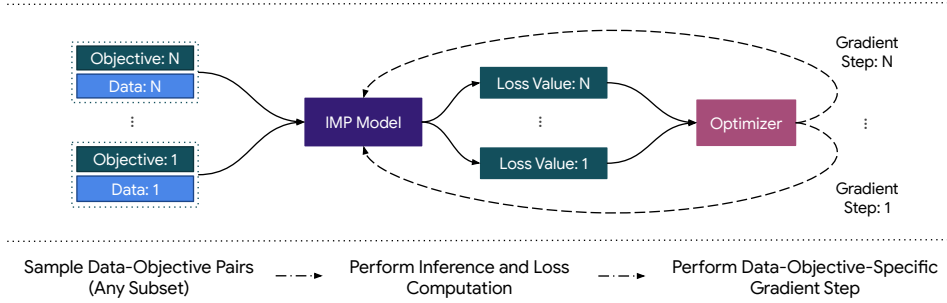 Objective: N
Data: N
⋮
Objective: 1
Data: 1
IMP Model
Loss Value: N
⋮
Loss Value: 1
Optimizer
Gradient
Step: N
⋮
Gradient
Step: 1
Sample Data-Objective Pairs
(Any Subset)
Perform Inference and Loss
Computation
Perform Data-Objective-Specific
Gradient Step